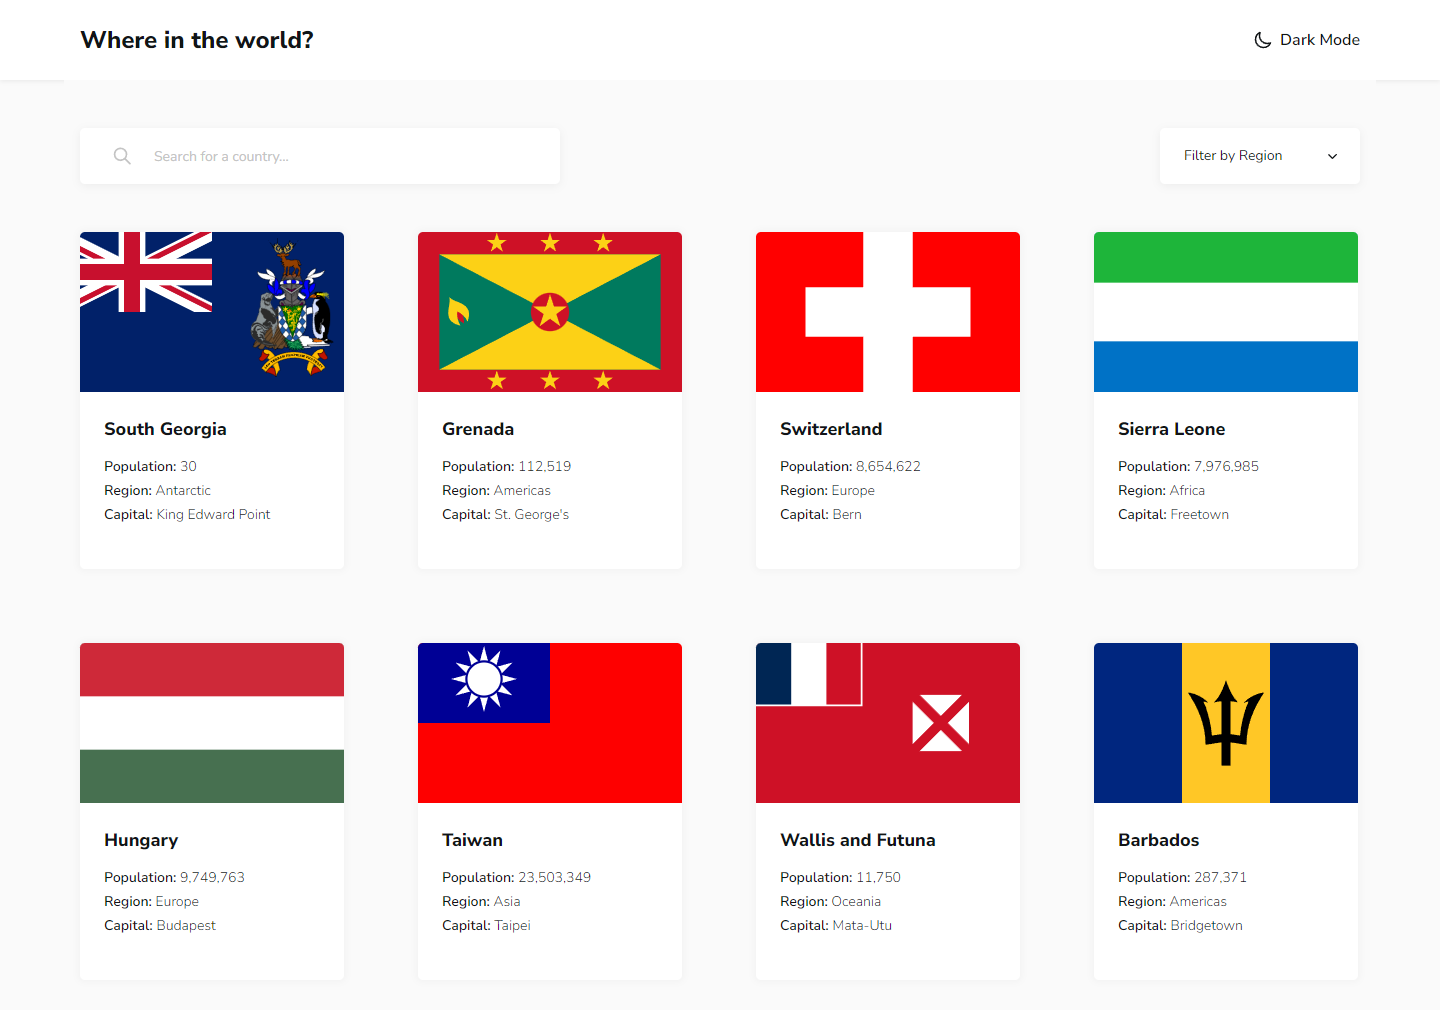 Where in the world?
Dark Mode
Search for a country...
Filter by Region
South Georgia
Population: 30
Region: Antarctic
Capital: King Edward Point
Grenada
Population: 112,519
Region: Americas
Capital: St. George's
Switzerland
Population: 8,654,622
Region: Europe
Capital: Bern
Sierra Leone
Population: 7,976,985
Region: Africa
Capital: Freetown
Hungary
Population: 9,749,763
Region: Europe
Capital: Budapest
Taiwan
Population: 23,503,349
Region: Asia
Capital: Taipei
Wallis and Futuna
Population: 11,750
Region: Oceania
Capital: Mata-Utu
Barbados
Population: 287,371
Region: Americas
Capital: Bridgetown